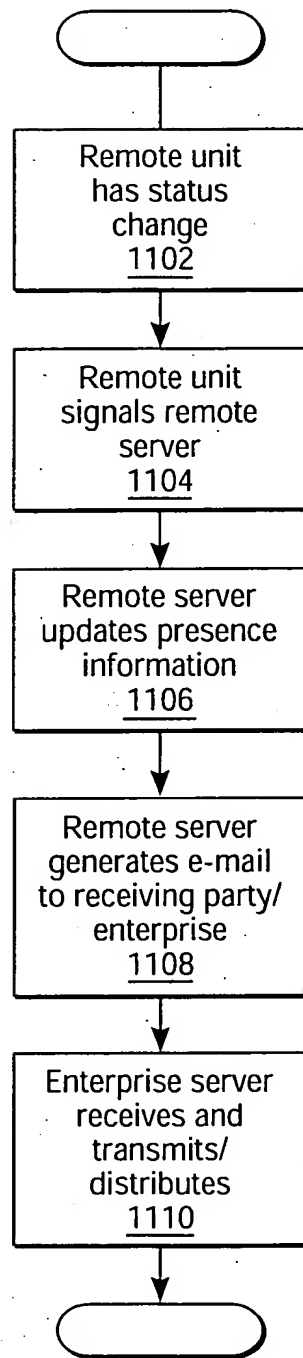 Remote unit
has status
change
1102
Remote unit
signals remote
server
1104
Remote server
updates presence
information
1106
Remote server
generates e-mail
to receiving party/
enterprise
1108
Enterprise server
receives and
transmits/
distributes
1110